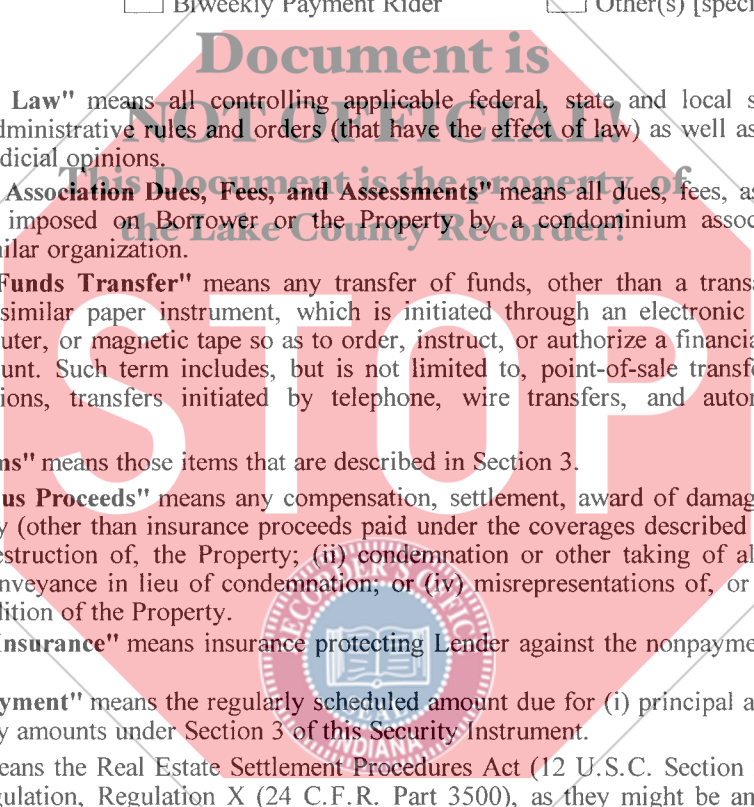 Biweekly Payment Rider Other(s) [speci
Document is
Law" means all controlling applicable federal, state and local s
NOT OFFICIAL!
dministrative rules and orders (that have the effect of law) as well as
dicial opinions.
This Document is the property of
Association Dues, Fees, and Assessments" means all dues, fees, as
imposed on Borrower or the Property by a condominium assoc
the Lake County Recorder!
ilar organization.
Funds Transfer" means any transfer of funds, other than a transa
similar paper instrument, which is initiated through an electronic
uter, or magnetic tape so as to order, instruct, or authorize a financia
unt. Such term includes, but is not limited to, point-of-sale transfe
ions, transfers initiated by telephone, wire transfers, and autor
STOP
ms" means those items that are described in Section 3.
us Proceeds" means any compensation, settlement, award of damag
y (other than insurance proceeds paid under the coverages described
estruction of, the Property; (ii) condemnation or other taking of al
nveyance in lieu of condemnation; or (iv) misrepresentations of, or
dition of the Property.
RECORDER'S OFFICE
Insurance" means insurance protecting Lender against the nonpayme
SEAL
yment" means the regularly scheduled amount due for (i) principal a
y amounts under Section 3 of this Security Instrument.
INDIANA
eans the Real Estate Settlement Procedures Act (12 U.S.C. Section
gulation, Regulation X (24 C.F.R. Part 3500), as they might be am